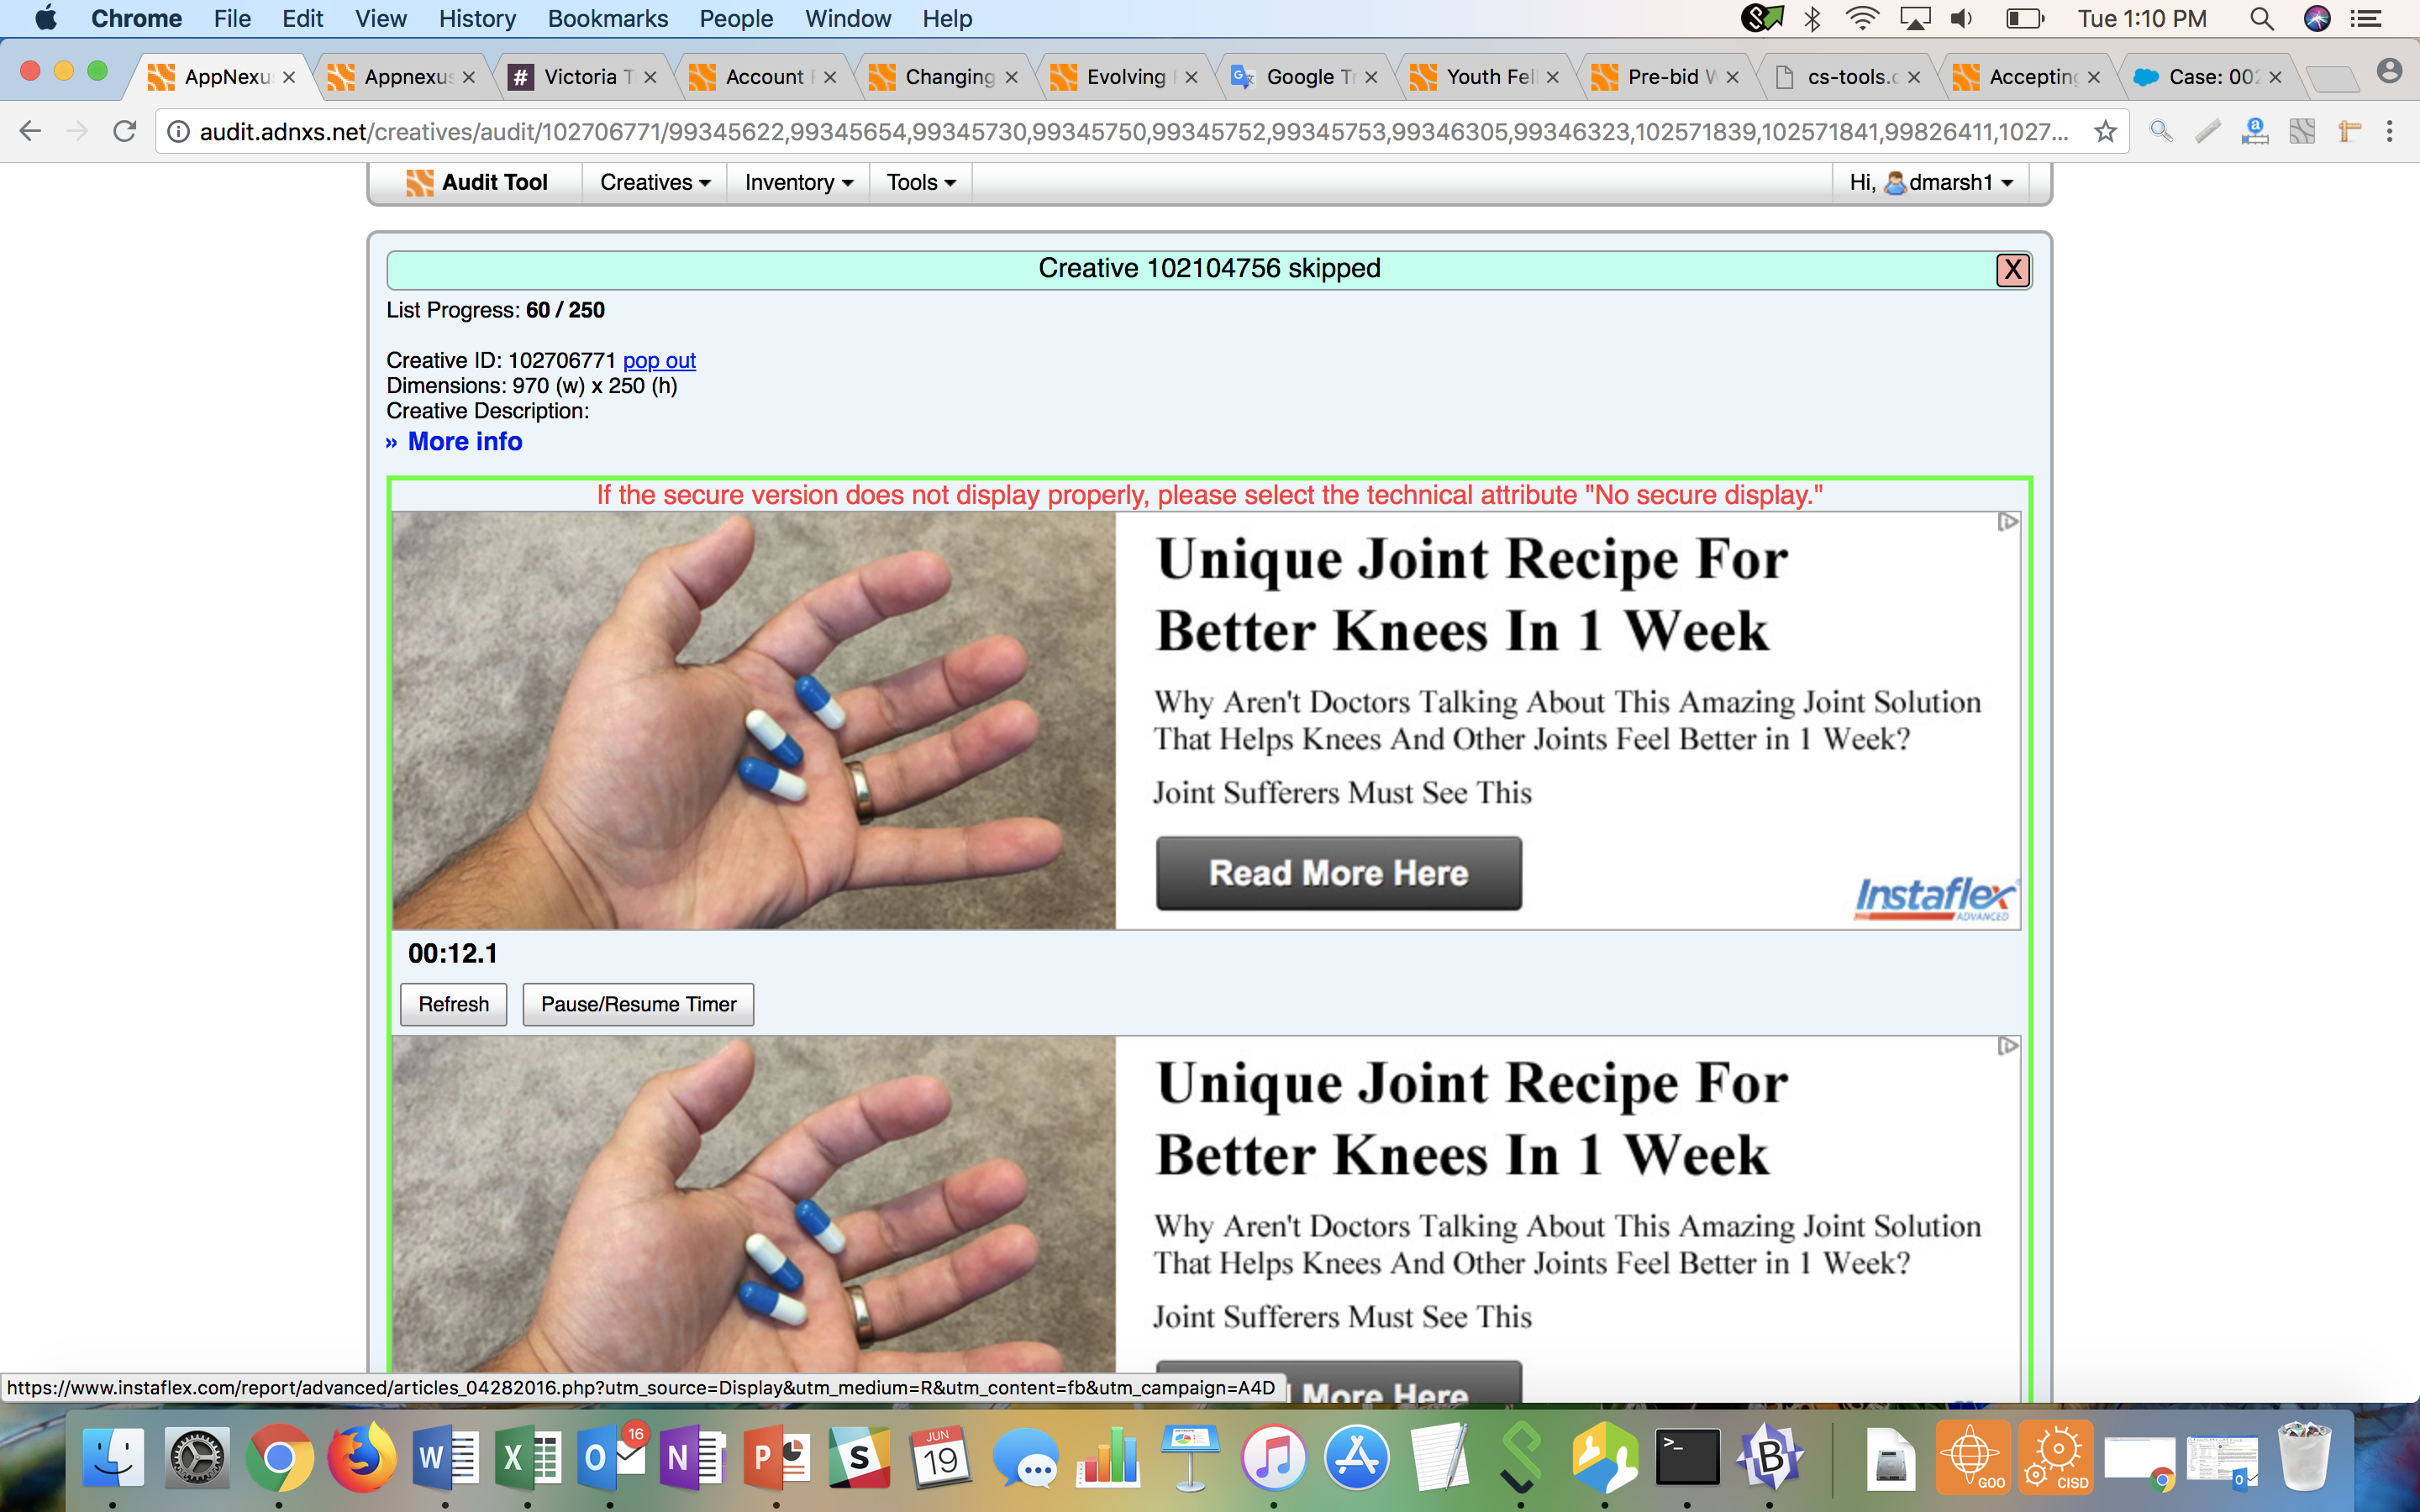 Chrome File Edit View History Bookmarks People Window Help Tue 1:10 PM
AppNexu Appnexus Victoria T Account Changing Evolving Google Tr Youth Fell Pre-bid W cs-tools.c Accepting Case: 002
audit.adnxs.net/creatives/audit/102706771/99345622,99345654,99345730,99345750,99345752,99345753,99346305,99346323,102571839,102571841,99826411,1027...
Audit Tool Creatives Inventory Tools Hi, dmarsh1
Creative 102104756 skipped X
List Progress: 60 / 250
Creative ID: 102706771 pop out
Dimensions: 970 (w) x 250 (h)
Creative Description:
» More info
If the secure version does not display properly, please select the technical attribute "No secure display."
Unique Joint Recipe For
Better Knees In 1 Week
Why Aren't Doctors Talking About This Amazing Joint Solution
That Helps Knees And Other Joints Feel Better in 1 Week?
Joint Sufferers Must See This
Read More Here
Instaflex
ADVANCED
00:12.1
Refresh Pause/Resume Timer
Unique Joint Recipe For
Better Knees In 1 Week
Why Aren't Doctors Talking About This Amazing Joint Solution
That Helps Knees And Other Joints Feel Better in 1 Week?
Joint Sufferers Must See This
More Here
https://www.instaflex.com/report/advanced/articles_04282016.php?utm_source=Display&utm_medium=R&utm_content=fb&utm_campaign=A4D
W X O 16 N P S JUN 19 >_ B GOO CISD